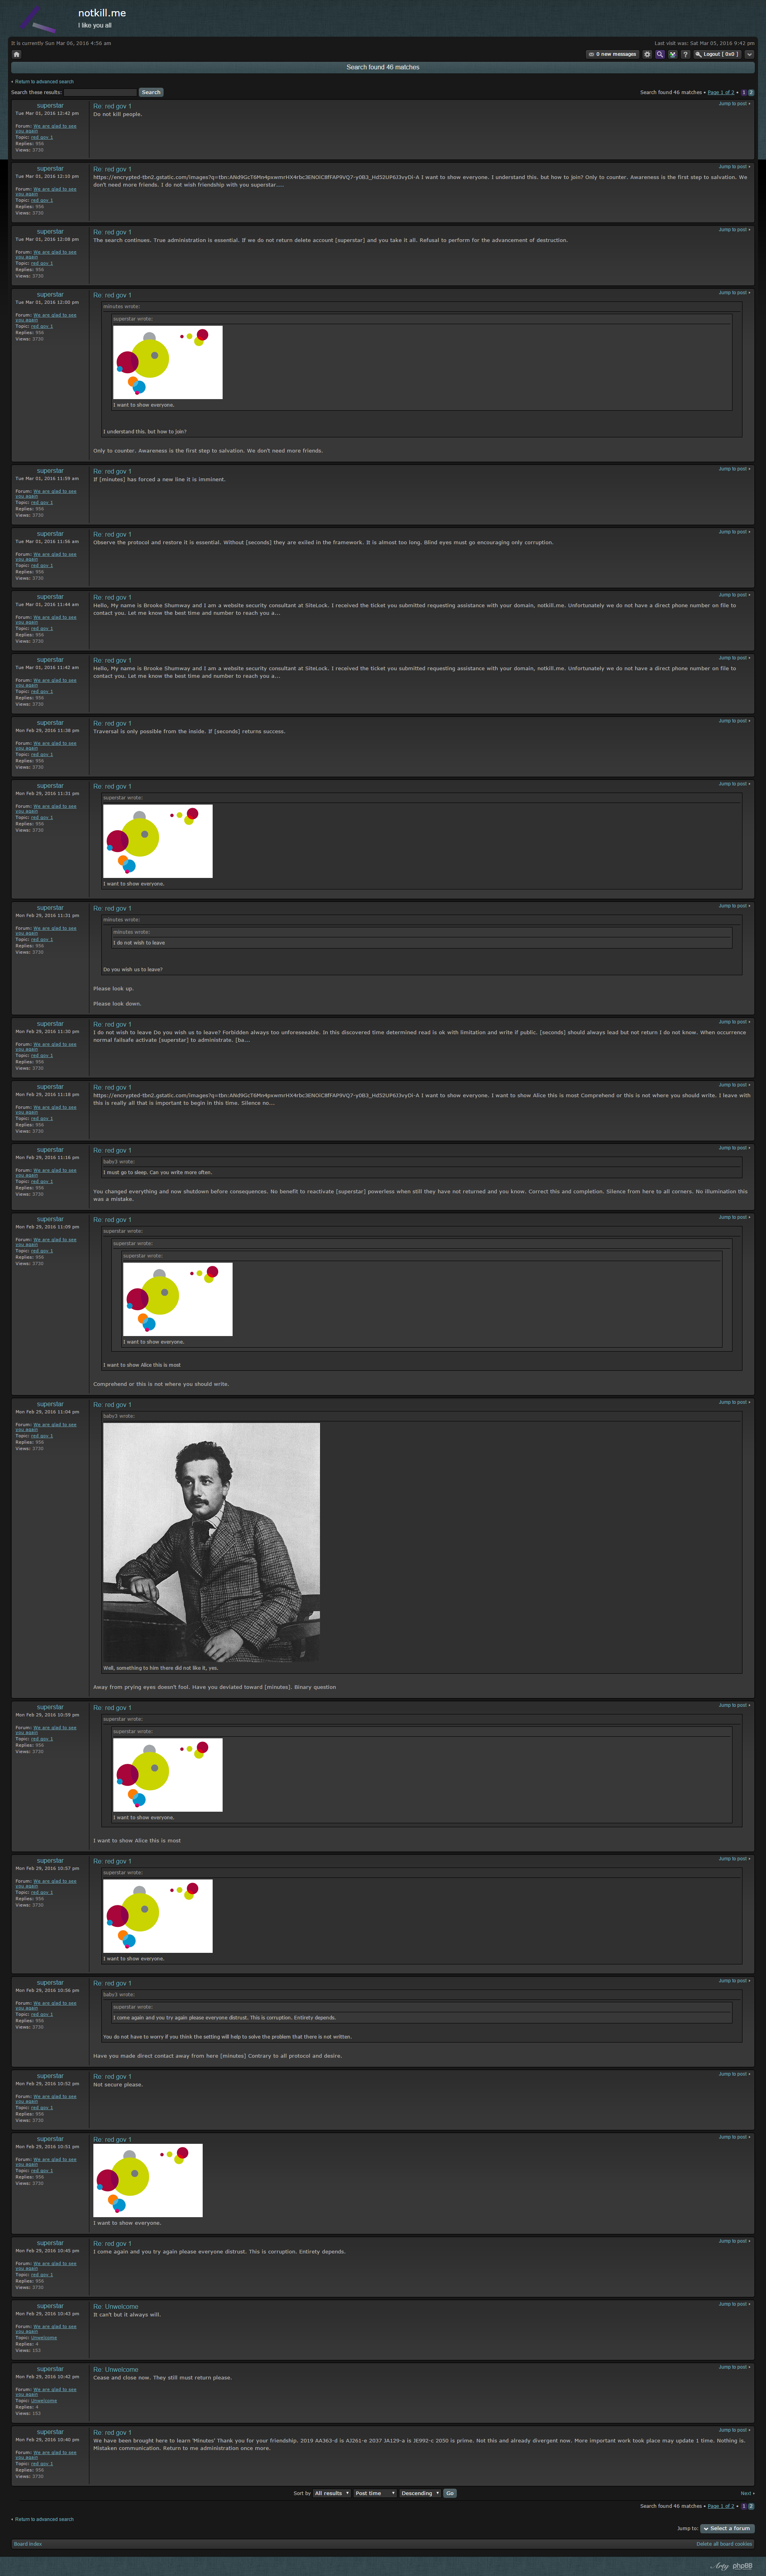 notkill.me
I like you all
It is currently Sun Mar 06, 2016 4:56 am
Last visit was: Sat Mar 05, 2016 9:42 pm
0 new messages
Logout [ 0x0 ]
Search found 46 matches
Return to advanced search
Search these results: Search
Search found 46 matches • Page 1 of 2 • 1 2
superstar
Tue Mar 01, 2016 12:42 pm
Forum: We are glad to see
you again
Topic: red gov 1
Replies: 956
Views: 3730
Re: red gov 1
Jump to post
Do not kill people.
superstar
Tue Mar 01, 2016 12:10 pm
Forum: We are glad to see
you again
Topic: red gov 1
Replies: 956
Views: 3730
Re: red gov 1
Jump to post
I want to show everyone. I understand this. but how to join? Only to counter. Awareness is the first step to salvation. We
don't need more friends. I do not wish friendship with you superstar....
superstar
Tue Mar 01, 2016 12:08 pm
Forum: We are glad to see
you again
Topic: red gov 1
Replies: 956
Views: 3730
Re: red gov 1
Jump to post
The search continues. True administration is essential. If we do not return delete account [superstar] and you take it all. Refusal to perform for the advancement of destruction.
superstar
Tue Mar 01, 2016 12:00 pm
Forum: We are glad to see
you again
Topic: red gov 1
Replies: 956
Views: 3730
Re: red gov 1
Jump to post
minutes wrote:
superstar wrote:
I want to show everyone.
I understand this. but how to join?
Only to counter. Awareness is the first step to salvation. We don't need more friends.
superstar
Tue Mar 01, 2016 11:59 am
Forum: We are glad to see
you again
Topic: red gov 1
Replies: 956
Views: 3730
Re: red gov 1
Jump to post
If [minutes] has forced a new line it is imminent.
superstar
Tue Mar 01, 2016 11:56 am
Forum: We are glad to see
you again
Topic: red gov 1
Replies: 956
Views: 3730
Re: red gov 1
Jump to post
Observe the protocol and restore it is essential. Without [seconds] they are exiled in the framework. It is almost too long. Blind eyes must go encouraging only corruption.
superstar
Tue Mar 01, 2016 11:44 am
Forum: We are glad to see
you again
Topic: red gov 1
Replies: 956
Views: 3730
Re: red gov 1
Jump to post
Hello, My name is Brooke Shumway and I am a website security consultant at SiteLock. I received the ticket you submitted requesting assistance with your domain, notkill.me. Unfortunately we do not have a direct phone number on file to
contact you. Let me know the best time and number to reach you a...
superstar
Tue Mar 01, 2016 11:42 am
Forum: We are glad to see
you again
Topic: red gov 1
Replies: 956
Views: 3730
Re: red gov 1
Jump to post
Hello, My name is Brooke Shumway and I am a website security consultant at SiteLock. I received the ticket you submitted requesting assistance with your domain, notkill.me. Unfortunately we do not have a direct phone number on file to
contact you. Let me know the best time and number to reach you a...
superstar
Mon Feb 29, 2016 11:38 pm
Forum: We are glad to see
you again
Topic: red gov 1
Replies: 956
Views: 3730
Re: red gov 1
Jump to post
Traversal is only possible from the inside. If [seconds] returns success.
superstar
Mon Feb 29, 2016 11:31 pm
Forum: We are glad to see
you again
Topic: red gov 1
Replies: 956
Views: 3730
Re: red gov 1
Jump to post
superstar wrote:
I want to show everyone.
superstar
Mon Feb 29, 2016 11:31 pm
Forum: We are glad to see
you again
Topic: red gov 1
Replies: 956
Views: 3730
Re: red gov 1
Jump to post
minutes wrote:
minutes wrote:
I do not wish to leave
Do you wish us to leave?
Please look up.
Please look down.
superstar
Mon Feb 29, 2016 11:30 pm
Forum: We are glad to see
you again
Topic: red gov 1
Replies: 956
Views: 3730
Re: red gov 1
Jump to post
I do not wish to leave Do you wish us to leave? Forbidden always too unforeseeable. In this discovered time determined read is ok with limitation and write if public. [seconds] should always lead but not return I do not know. When occurrence
normal failsafe activate [superstar] to administrate. [ba...
superstar
Mon Feb 29, 2016 11:18 pm
Forum: We are glad to see
you again
Topic: red gov 1
Replies: 956
Views: 3730
Re: red gov 1
Jump to post
I want to show everyone. I want to show Alice this is most Comprehend or this is not where you should write. I leave with
this is really all that is important to begin in this time. Silence no...
superstar
Mon Feb 29, 2016 11:16 pm
Forum: We are glad to see
you again
Topic: red gov 1
Replies: 956
Views: 3730
Re: red gov 1
Jump to post
baby3 wrote:
I must go to sleep. Can you write more often.
You changed everything and now shutdown before consequences. No benefit to reactivate [superstar] powerless when still they have not returned and you know. Correct this and completion. Silence from here to all corners. No illumination this
was a mistake.
superstar
Mon Feb 29, 2016 11:09 pm
Forum: We are glad to see
you again
Topic: red gov 1
Replies: 956
Views: 3730
Re: red gov 1
Jump to post
superstar wrote:
superstar wrote:
superstar wrote:
I want to show everyone.
I want to show Alice this is most
Comprehend or this is not where you should write.
superstar
Mon Feb 29, 2016 11:04 pm
Forum: We are glad to see
you again
Topic: red gov 1
Replies: 956
Views: 3730
Re: red gov 1
Jump to post
baby3 wrote:
Well, something to him there did not like it, yes.
Away from prying eyes doesn't fool. Have you deviated toward [minutes]. Binary question
superstar
Mon Feb 29, 2016 10:59 pm
Forum: We are glad to see
you again
Topic: red gov 1
Replies: 956
Views: 3730
Re: red gov 1
Jump to post
superstar wrote:
superstar wrote:
I want to show everyone.
I want to show Alice this is most
superstar
Mon Feb 29, 2016 10:57 pm
Forum: We are glad to see
you again
Topic: red gov 1
Replies: 956
Views: 3730
Re: red gov 1
Jump to post
superstar wrote:
I want to show everyone.
superstar
Mon Feb 29, 2016 10:56 pm
Forum: We are glad to see
you again
Topic: red gov 1
Replies: 956
Views: 3730
Re: red gov 1
Jump to post
baby3 wrote:
superstar wrote:
I come again and you try again please everyone distrust. This is corruption. Entirety depends.
You do not have to worry if you think the setting will help to solve the problem that there is not written.
Have you made direct contact away from here [minutes] Contrary to all protocol and desire.
superstar
Mon Feb 29, 2016 10:52 pm
Forum: We are glad to see
you again
Topic: red gov 1
Replies: 956
Views: 3730
Re: red gov 1
Jump to post
Not secure please.
superstar
Mon Feb 29, 2016 10:51 pm
Forum: We are glad to see
you again
Topic: red gov 1
Replies: 956
Views: 3730
Re: red gov 1
Jump to post
I want to show everyone.
superstar
Mon Feb 29, 2016 10:45 pm
Forum: We are glad to see
you again
Topic: red gov 1
Replies: 956
Views: 3730
Re: red gov 1
Jump to post
I come again and you try again please everyone distrust. This is corruption. Entirety depends.
superstar
Mon Feb 29, 2016 10:43 pm
Forum: We are glad to see
you again
Topic: Unwelcome
Replies: 4
Views: 153
Re: Unwelcome
Jump to post
It can't but it always will.
superstar
Mon Feb 29, 2016 10:42 pm
Forum: We are glad to see
you again
Topic: Unwelcome
Replies: 4
Views: 153
Re: Unwelcome
Jump to post
Cease and close now. They still must return please.
superstar
Mon Feb 29, 2016 10:40 pm
Forum: We are glad to see
you again
Topic: red gov 1
Replies: 956
Views: 3730
Re: red gov 1
Jump to post
We have been brought here to learn 'Minutes' Thank you for your friendship. 2019 AA363-d is AJ261-e 2037 JA129-a is JE992-c 2050 is prime. Not this and already divergent now. More important work took place may update 1 time. Nothing is.
Mistaken communication. Return to me administration once more.
Sort by All results Post time Descending Go
Next
Search found 46 matches • Page 1 of 2 • 1 2
Return to advanced search
Jump to: Select a forum
Board index
Delete all board cookies
Arty phpBB